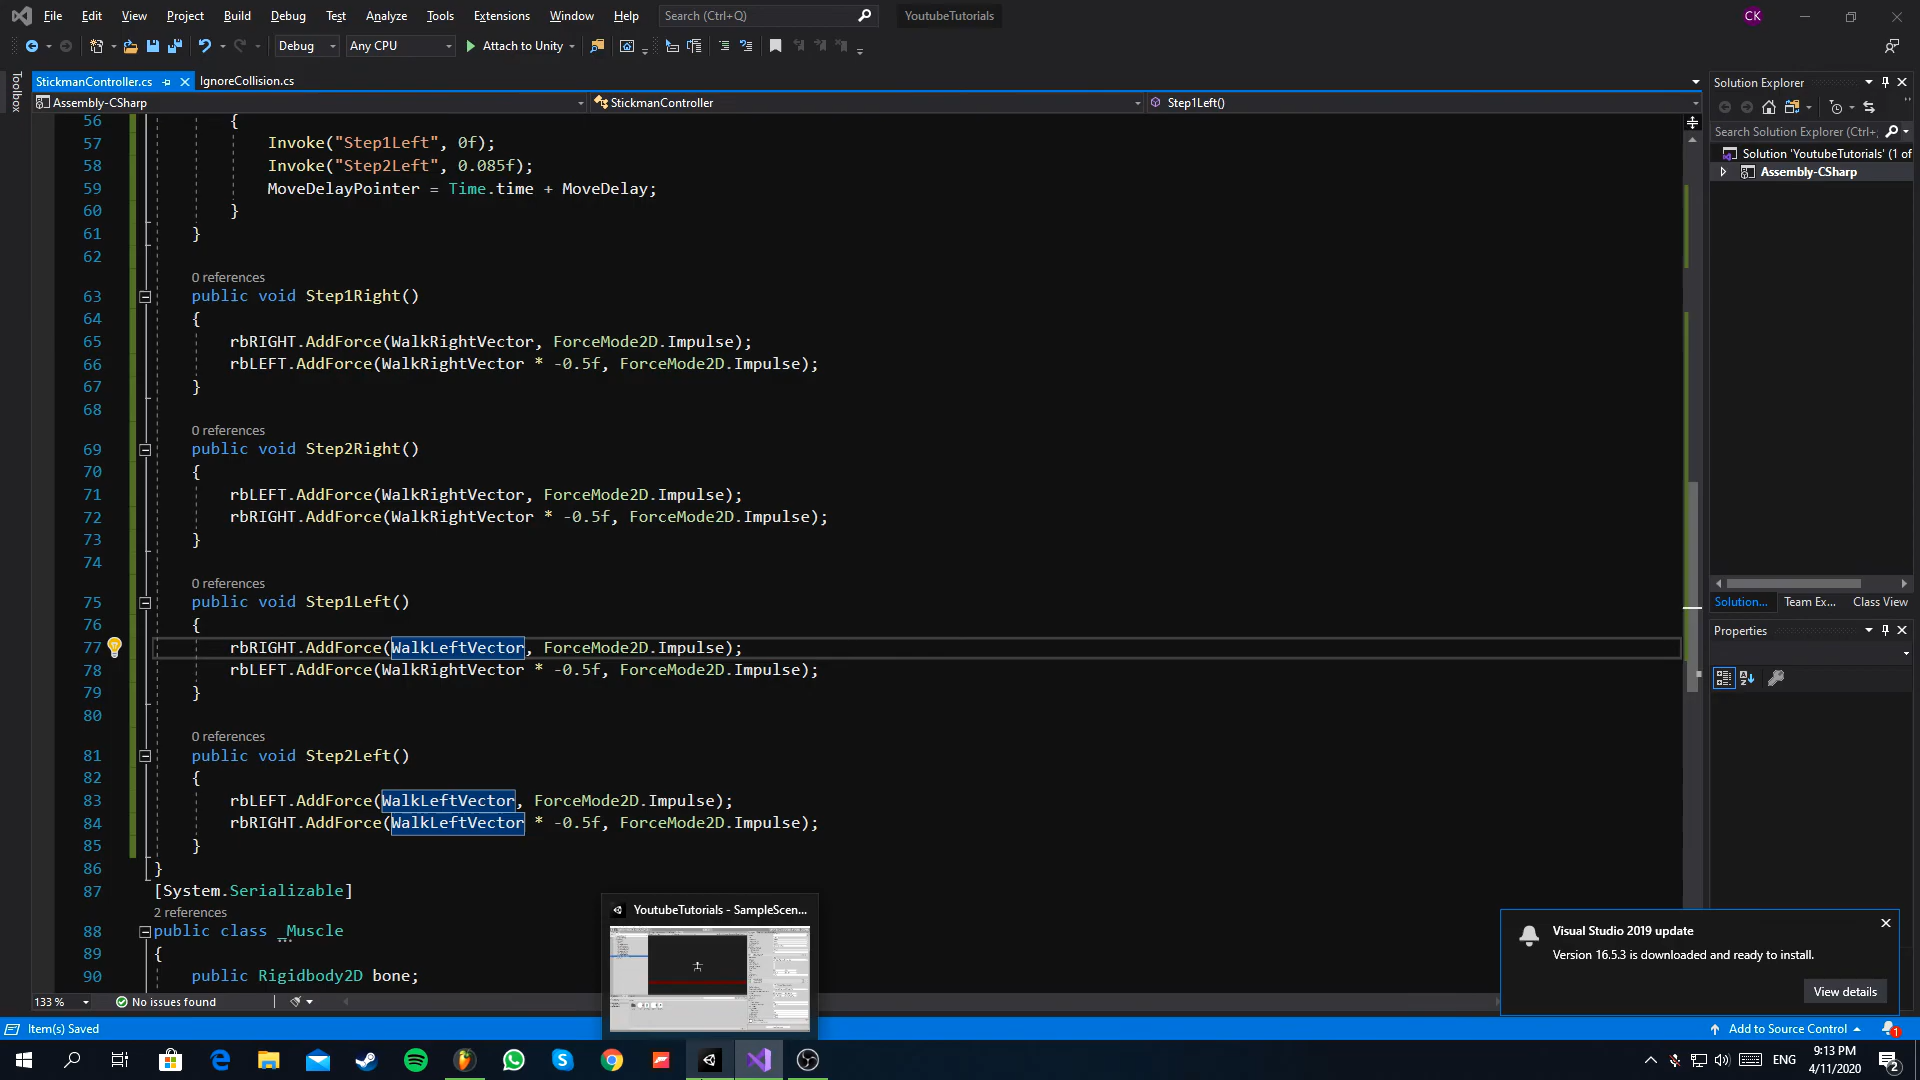 File Edit View Project Build Debug Test Analyze Tools Extensions Window Help Search (Ctrl+Q) YoutubeTutorials CK
Debug Any CPU Attach to Unity
Toolbox
StickmanController.cs IgnoreCollision.cs
Assembly-CSharp StickmanController Step1Left()
56 {
57 Invoke("Step1Left", 0f);
58 Invoke("Step2Left", 0.085f);
59 MoveDelayPointer = Time.time + MoveDelay;
60 }
61 }
62
0 references
63 public void Step1Right()
64 {
65 rbRIGHT.AddForce(WalkRightVector, ForceMode2D.Impulse);
66 rbLEFT.AddForce(WalkRightVector * -0.5f, ForceMode2D.Impulse);
67 }
68
0 references
69 public void Step2Right()
70 {
71 rbLEFT.AddForce(WalkRightVector, ForceMode2D.Impulse);
72 rbRIGHT.AddForce(WalkRightVector * -0.5f, ForceMode2D.Impulse);
73 }
74
0 references
75 public void Step1Left()
76 {
77 rbRIGHT.AddForce(WalkLeftVector, ForceMode2D.Impulse);
78 rbLEFT.AddForce(WalkRightVector * -0.5f, ForceMode2D.Impulse);
79 }
80
0 references
81 public void Step2Left()
82 {
83 rbLEFT.AddForce(WalkLeftVector, ForceMode2D.Impulse);
84 rbRIGHT.AddForce(WalkLeftVector * -0.5f, ForceMode2D.Impulse);
85 }
86 }
87 [System.Serializable]
2 references
88 public class _Muscle
89 {
90 public Rigidbody2D bone;
133 % No issues found
Solution Explorer
Search Solution Explorer (Ctrl+;
Solution 'YoutubeTutorials' (1 of
Assembly-CSharp
Solution... Team Ex... Class View
Properties
YoutubeTutorials - SampleScen...
Visual Studio 2019 update
Version 16.5.3 is downloaded and ready to install.
View details
Item(s) Saved Add to Source Control 1
ENG 9:13 PM
4/11/2020 2